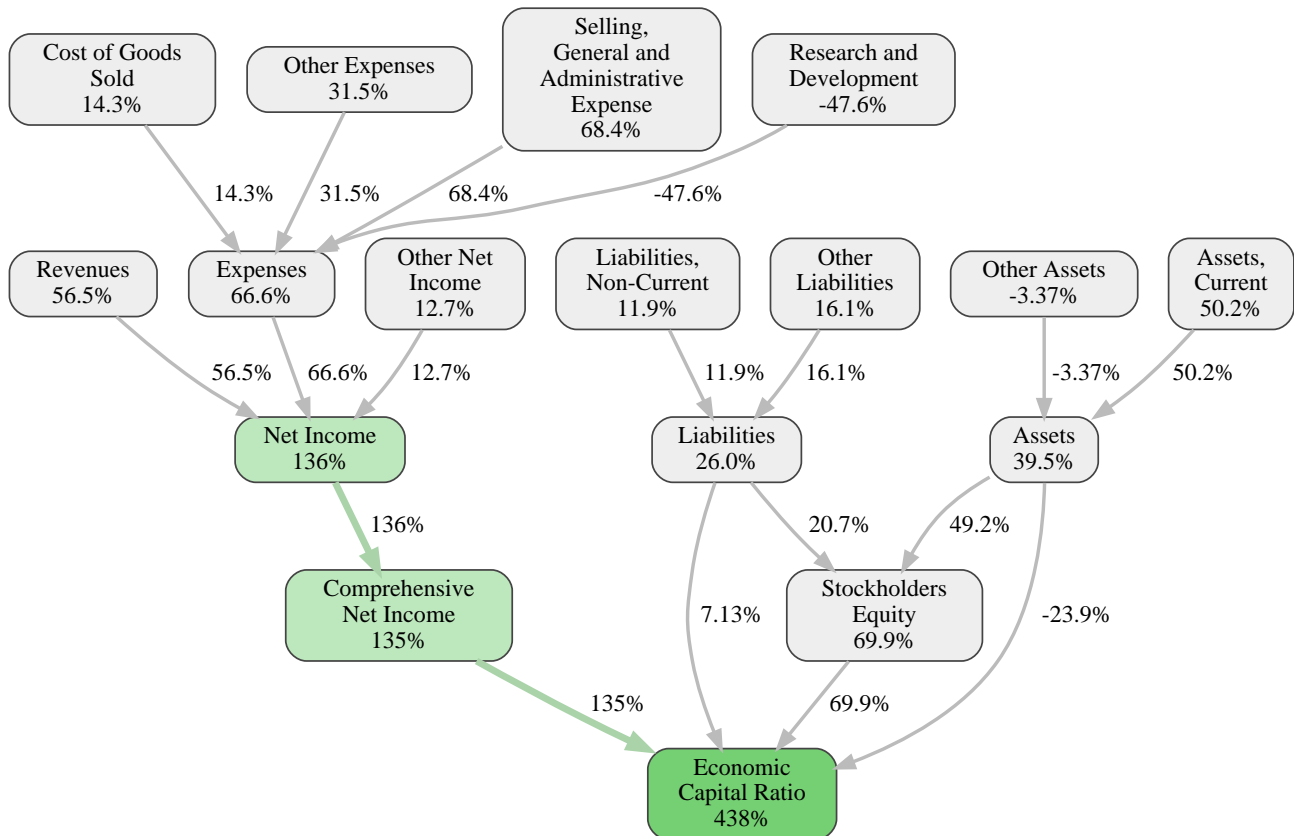 Cost of Goods
Sold
14.3%
Other Expenses
31.5%
Selling,
General and
Administrative
Expense
68.4%
Research and
Development
-47.6%
14.3%
31.5%
68.4%
-47.6%
Revenues
56.5%
Expenses
66.6%
Other Net
Income
12.7%
Liabilities,
Non-Current
11.9%
Other
Liabilities
16.1%
Other Assets
-3.37%
Assets,
Current
50.2%
56.5%
66.6%
12.7%
11.9%
16.1%
-3.37%
50.2%
Net Income
136%
Liabilities
26.0%
Assets
39.5%
136%
20.7%
49.2%
Comprehensive
Net Income
135%
7.13%
Stockholders
Equity
69.9%
-23.9%
135%
69.9%
Economic
Capital Ratio
438%